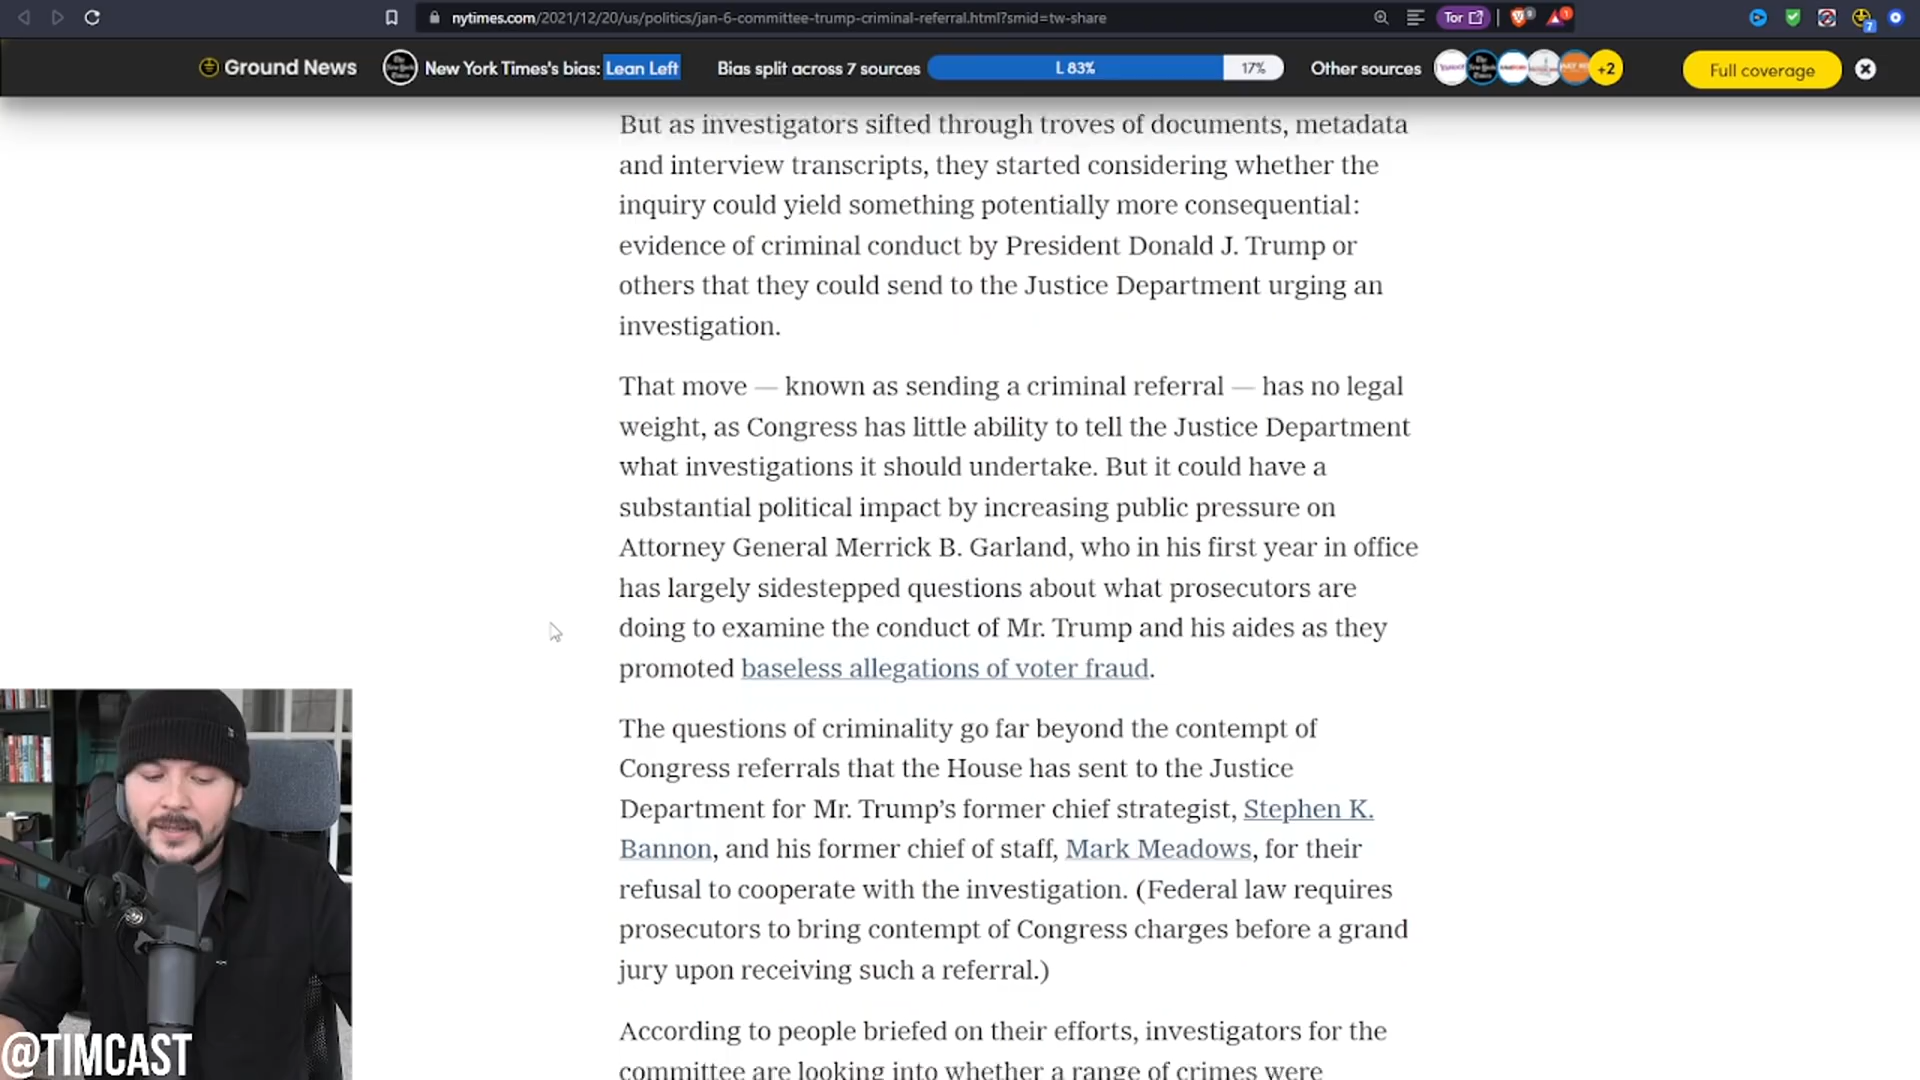 nytimes.com/2021/12/20/us/politics/jan-6-committee-trump-criminal-referral.html?smid=tw-share
Tor
9
1
7
Ground News
New York Times's bias: Lean Left
Bias split across 7 sources
L 83%
17%
Other sources
+2
Full coverage
But as investigators sifted through troves of documents, metadata
and interview transcripts, they started considering whether the
inquiry could yield something potentially more consequential:
evidence of criminal conduct by President Donald J. Trump or
others that they could send to the Justice Department urging an
investigation.
That move — known as sending a criminal referral — has no legal
weight, as Congress has little ability to tell the Justice Department
what investigations it should undertake. But it could have a
substantial political impact by increasing public pressure on
Attorney General Merrick B. Garland, who in his first year in office
has largely sidestepped questions about what prosecutors are
doing to examine the conduct of Mr. Trump and his aides as they
promoted baseless allegations of voter fraud.
The questions of criminality go far beyond the contempt of
Congress referrals that the House has sent to the Justice
Department for Mr. Trump's former chief strategist, Stephen K.
Bannon, and his former chief of staff, Mark Meadows, for their
refusal to cooperate with the investigation. (Federal law requires
prosecutors to bring contempt of Congress charges before a grand
jury upon receiving such a referral.)
According to people briefed on their efforts, investigators for the
committee are looking into whether a range of crimes were
@TIMCAST